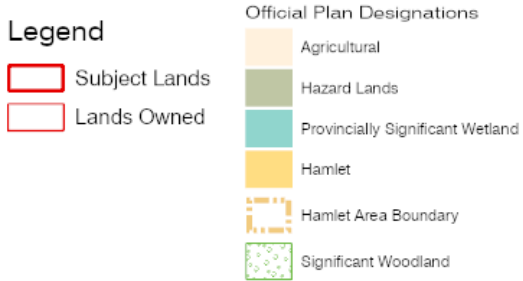 Legend
Subject Lands
Lands Owned
Official Plan Designations
Agricultural
Hazard Lands
Provincially Significant Wetland
Hamlet
Hamlet Area Boundary
Significant Woodland